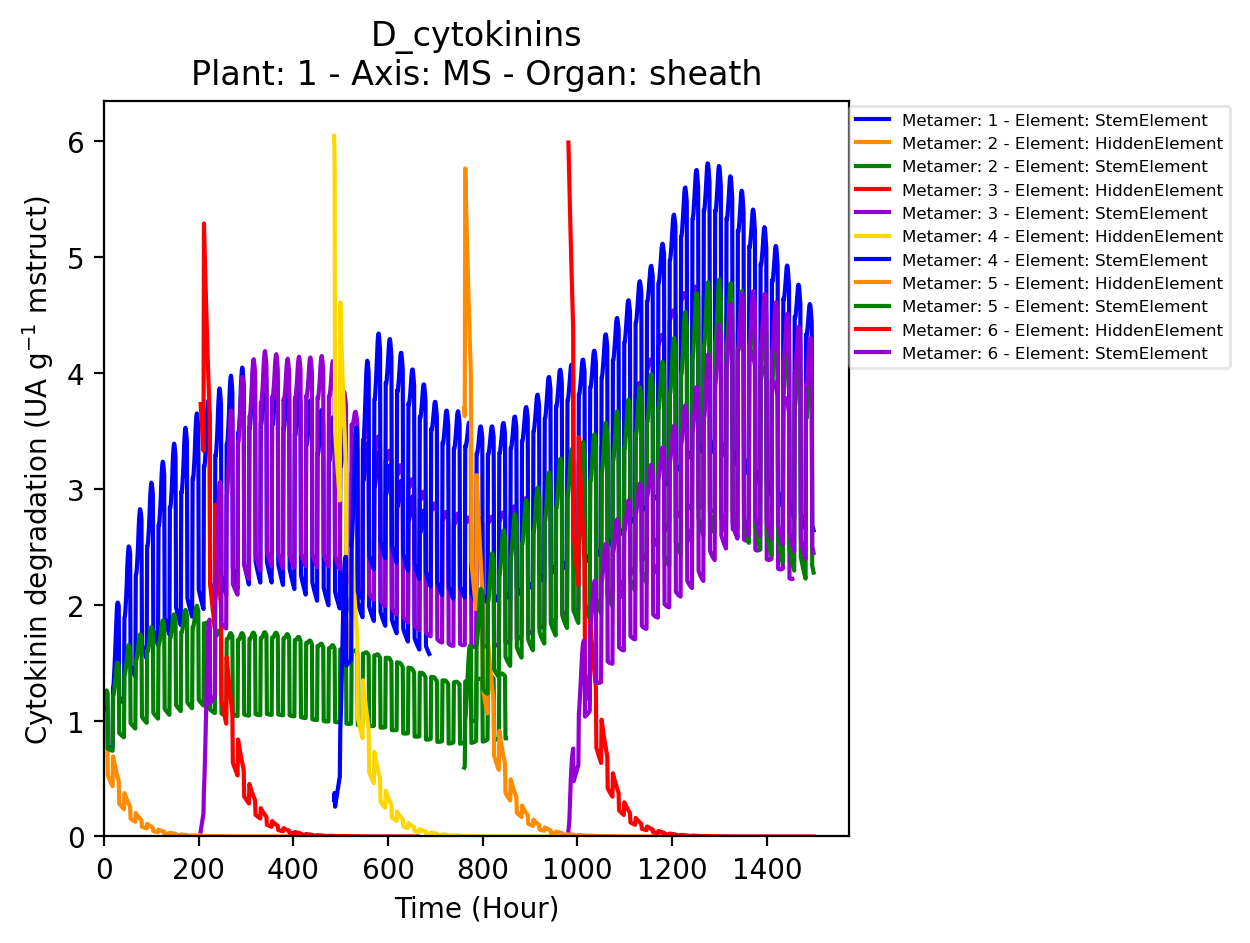 D_cytokinins
Plant: 1 - Axis: MS - Organ: sheath
Cytokinin degradation (UA g⁻¹ mstruct)
6
5
4
3
2
1
0
0 200 400 600 800 1000 1200 1400
Time (Hour)
Metamer: 1 - Element: StemElement
Metamer: 2 - Element: HiddenElement
Metamer: 2 - Element: StemElement
Metamer: 3 - Element: HiddenElement
Metamer: 3 - Element: StemElement
Metamer: 4 - Element: HiddenElement
Metamer: 4 - Element: StemElement
Metamer: 5 - Element: HiddenElement
Metamer: 5 - Element: StemElement
Metamer: 6 - Element: HiddenElement
Metamer: 6 - Element: StemElement